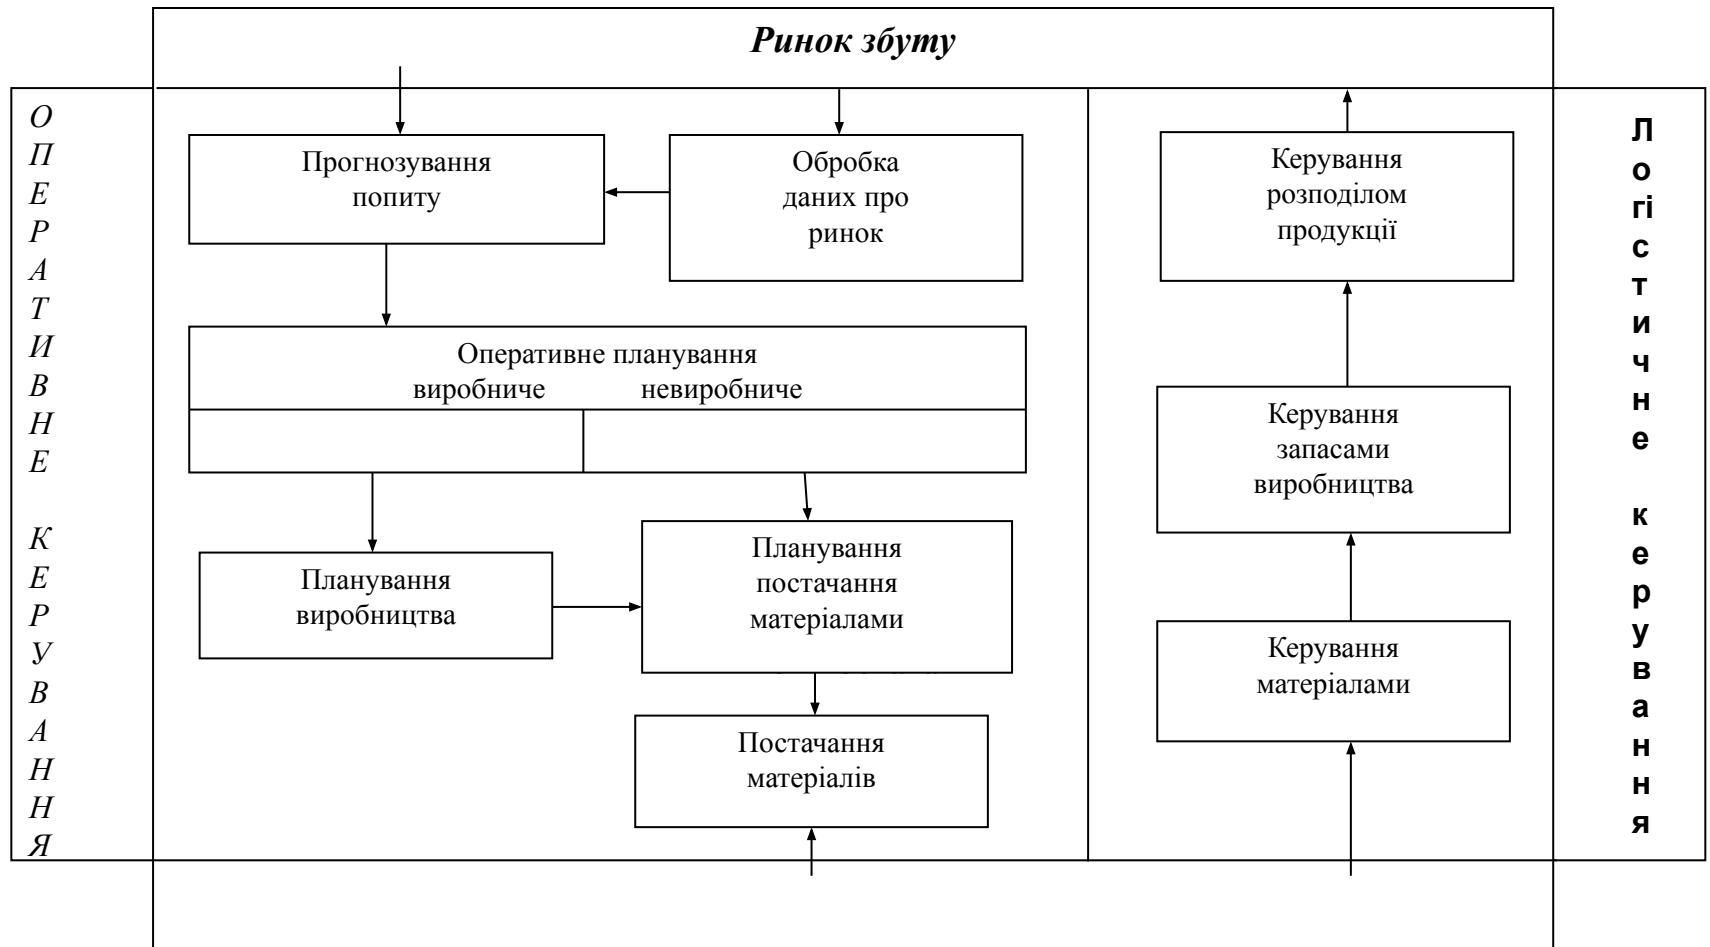 Ринок збуту
О
П
Е
Р
А
Т
И
В
Н
Е
К
Е
Р
У
В
А
Н
Н
Я
Прогнозування
попиту
Обробка
даних про
ринок
Оперативне планування
виробниче невиробниче
Планування
виробництва
Планування
постачання
матеріалами
Постачання
матеріалів
Керування
розподілом
продукції
Керування
запасами
виробництва
Керування
матеріалами
Л
о
гі
с
т
и
ч
н
е
к
е
р
у
в
а
н
н
я